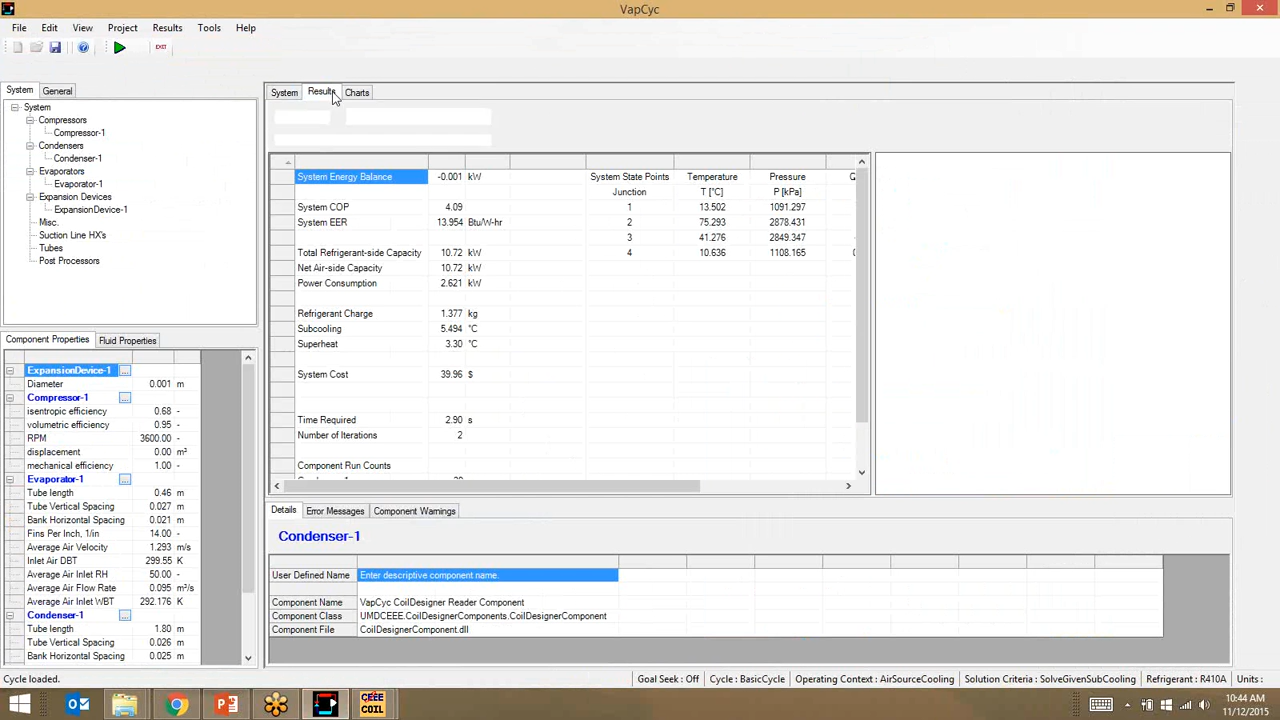 VapCyc
File Edit View Project Results Tools Help
EXIT
System General
System
Compressors
Compressor-1
Condensers
Condenser-1
Evaporators
Evaporator-1
Expansion Devices
ExpansionDevice-1
Misc.
Suction Line HX's
Tubes
Post Processors
Component Properties Fluid Properties
ExpansionDevice-1 ...
Diameter 0.001 m
Compressor-1 ...
isentropic efficiency 0.68 -
volumetric efficiency 0.95 -
RPM 3600.00 -
displacement 0.00 m³
mechanical efficiency 1.00 -
Evaporator-1 ...
Tube length 0.46 m
Tube Vertical Spacing 0.027 m
Bank Horizontal Spacing 0.021 m
Fins Per Inch, 1/in 14.00 -
Average Air Velocity 1.293 m/s
Inlet Air DBT 299.55 K
Average Air Inlet RH 50.00 -
Average Air Flow Rate 0.095 m³/s
Average Air Inlet WBT 292.176 K
Condenser-1 ...
Tube length 1.80 m
Tube Vertical Spacing 0.026 m
Bank Horizontal Spacing 0.025 m
System Results Charts
System Energy Balance -0.001 kW System State Points Temperature Pressure
Junction T [°C] P [kPa]
System COP 4.09 1 13.502 1091.297
System EER 13.954 Btu/W-hr 2 75.293 2878.431
3 41.276 2849.347
Total Refrigerant-side Capacity 10.72 kW 4 10.636 1108.165
Net Air-side Capacity 10.72 kW
Power Consumption 2.621 kW
Refrigerant Charge 1.377 kg
Subcooling 5.494 °C
Superheat 3.30 °C
System Cost 39.96 $
Time Required 2.90 s
Number of Iterations 2
Component Run Counts
Details Error Messages Component Warnings
Condenser-1
User Defined Name Enter descriptive component name.
Component Name VapCyc CoilDesigner Reader Component
Component Class UMDCEEE.CoilDesignerComponents.CoilDesignerComponent
Component File CoilDesignerComponent.dll
Cycle loaded. Goal Seek : Off Cycle : BasicCycle Operating Context : AirSourceCooling Solution Criteria : SolveGivenSubCooling Refrigerant : R410A Units :
CEEE
COIL
10:44 AM
11/12/2015